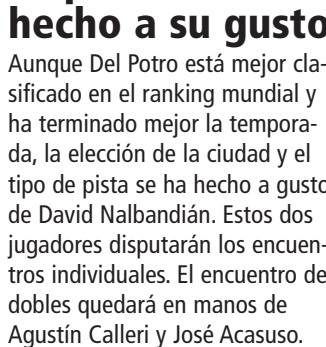 hecho a su gusto
Aunque Del Potro está mejor cla-
sificado en el ranking mundial y
ha terminado mejor la tempora-
da, la elección de la ciudad y el
tipo de pista se ha hecho a gusto
de David Nalbandián. Estos dos
jugadores disputarán los encuen-
tros individuales. El encuentro de
dobles quedará en manos de
Agustín Calleri y José Acasuso.